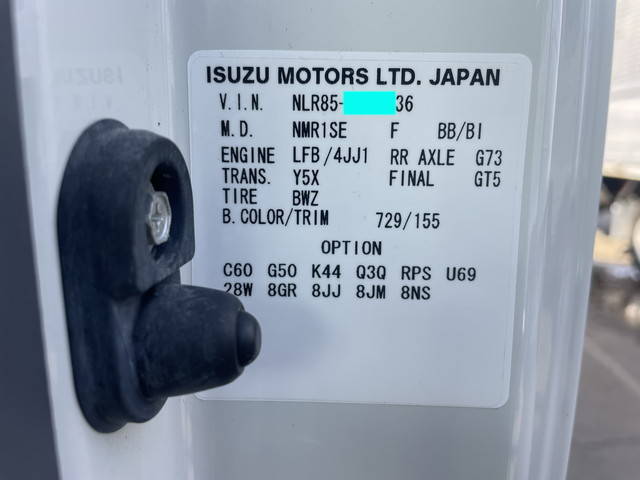 ISUZU MOTORS LTD. JAPAN
V.I.N. NLR85- 36
M.D. NMR1SE F BB/BI
ENGINE LFB/4JJ1 RR AXLE G73
TRANS. Y5X FINAL GT5
TIRE BWZ
B.COLOR/TRIM 729/155
OPTION
C60 G50 K44 Q3Q RPS U69
28W 8GR 8JJ 8JM 8NS